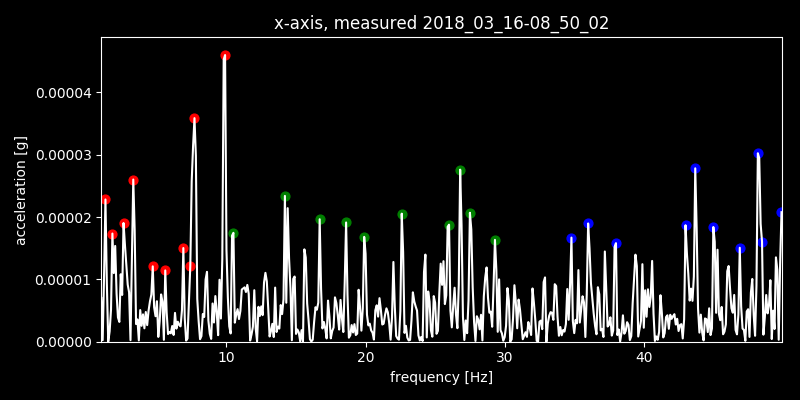 x-axis, measured 2018_03_16-08_50_02
acceleration [g]
0.00004
0.00003
0.00002
0.00001
0.00000
10 20 30 40
frequency [Hz]